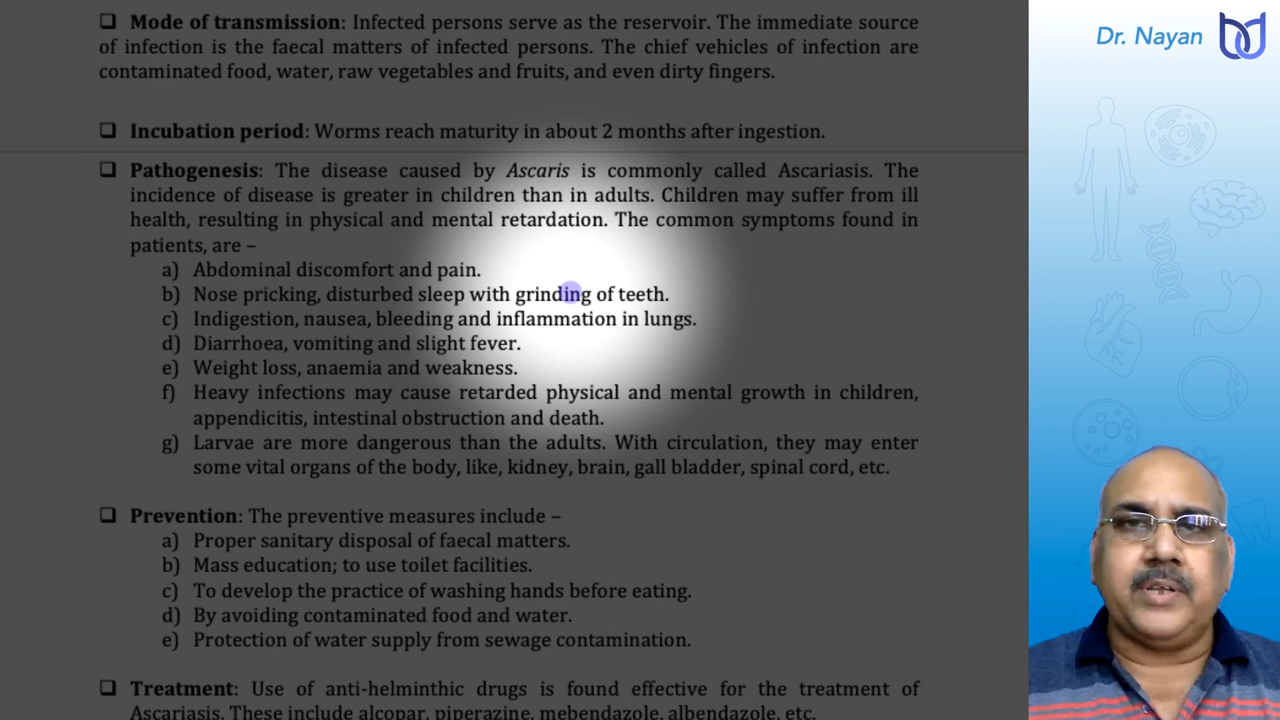 ❑ Mode of transmission: Infected persons serve as the reservoir. The immediate source
of infection is the faecal matters of infected persons. The chief vehicles of infection are
contaminated food, water, raw vegetables and fruits, and even dirty fingers.
❑ Incubation period: Worms reach maturity in about 2 months after ingestion.
❑ Pathogenesis: The disease caused by Ascaris is commonly called Ascariasis. The
incidence of disease is greater in children than in adults. Children may suffer from ill
health, resulting in physical and mental retardation. The common symptoms found in
patients, are –
a) Abdominal discomfort and pain.
b) Nose pricking, disturbed sleep with grinding of teeth.
c) Indigestion, nausea, bleeding and inflammation in lungs.
d) Diarrhoea, vomiting and slight fever.
e) Weight loss, anaemia and weakness.
f) Heavy infections may cause retarded physical and mental growth in children,
appendicitis, intestinal obstruction and death.
g) Larvae are more dangerous than the adults. With circulation, they may enter
some vital organs of the body, like, kidney, brain, gall bladder, spinal cord, etc.
❑ Prevention: The preventive measures include –
a) Proper sanitary disposal of faecal matters.
b) Mass education; to use toilet facilities.
c) To develop the practice of washing hands before eating.
d) By avoiding contaminated food and water.
e) Protection of water supply from sewage contamination.
❑ Treatment: Use of anti-helminthic drugs is found effective for the treatment of
Ascariasis. These include alcopar, piperazine, mebendazole, albendazole, etc.
Dr. Nayan